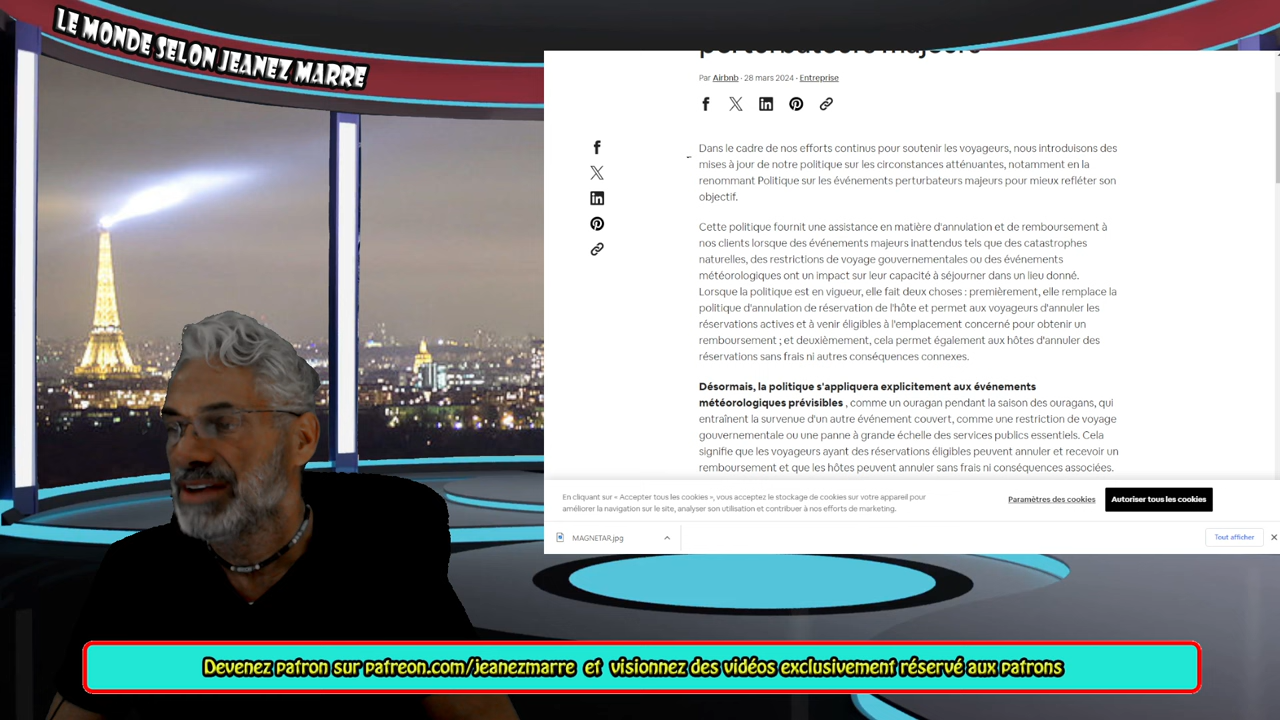 LE MONDE SELON JEANEZ MARRE
perturbateurs majeurs
Par Airbnb · 28 mars 2024 · Entreprise
Dans le cadre de nos efforts continus pour soutenir les voyageurs, nous introduisons des
mises à jour de notre politique sur les circonstances atténuantes, notamment en la
renommant Politique sur les événements perturbateurs majeurs pour mieux refléter son
objectif.
Cette politique fournit une assistance en matière d'annulation et de remboursement à
nos clients lorsque des événements majeurs inattendus tels que des catastrophes
naturelles, des restrictions de voyage gouvernementales ou des événements
météorologiques ont un impact sur leur capacité à séjourner dans un lieu donné.
Lorsque la politique est en vigueur, elle fait deux choses : premièrement, elle remplace la
politique d'annulation de réservation de l'hôte et permet aux voyageurs d'annuler les
réservations actives et à venir éligibles à l'emplacement concerné pour obtenir un
remboursement ; et deuxièmement, cela permet également aux hôtes d'annuler des
réservations sans frais ni autres conséquences connexes.
Désormais, la politique s'appliquera explicitement aux événements
météorologiques prévisibles , comme un ouragan pendant la saison des ouragans, qui
entraînent la survenue d'un autre événement couvert, comme une restriction de voyage
gouvernementale ou une panne à grande échelle des services publics essentiels. Cela
signifie que les voyageurs ayant des réservations éligibles peuvent annuler et recevoir un
remboursement et que les hôtes peuvent annuler sans frais ni conséquences associées.
En cliquant sur « Accepter tous les cookies », vous acceptez le stockage de cookies sur votre appareil pour
améliorer la navigation sur le site, analyser son utilisation et contribuer à nos efforts de marketing.
Paramètres des cookies
Autoriser tous les cookies
MAGNETAR.jpg
Tout afficher
Devenez patron sur patreon.com/jeanezmarre et visionnez des vidéos exclusivement réservé aux patrons